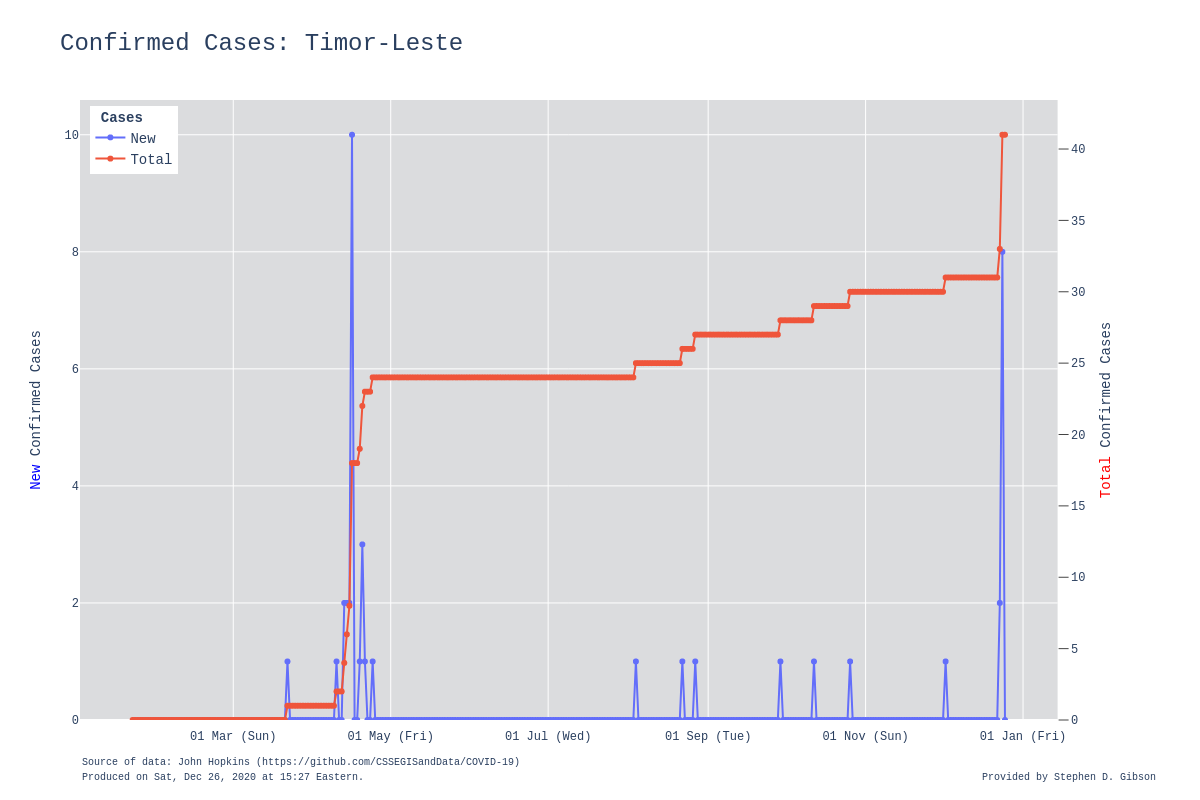 Confirmed Cases: Timor-Leste
Cases
New
Total
10
8
6
4
2
0
40
35
30
25
20
15
10
5
0
New Confirmed Cases
Total Confirmed Cases
01 Mar (Sun)
01 May (Fri)
01 Jul (Wed)
01 Sep (Tue)
01 Nov (Sun)
01 Jan (Fri)
Source of data: John Hopkins (https://github.com/CSSEGISandData/COVID-19)
Produced on Sat, Dec 26, 2020 at 15:27 Eastern.
Provided by Stephen D. Gibson